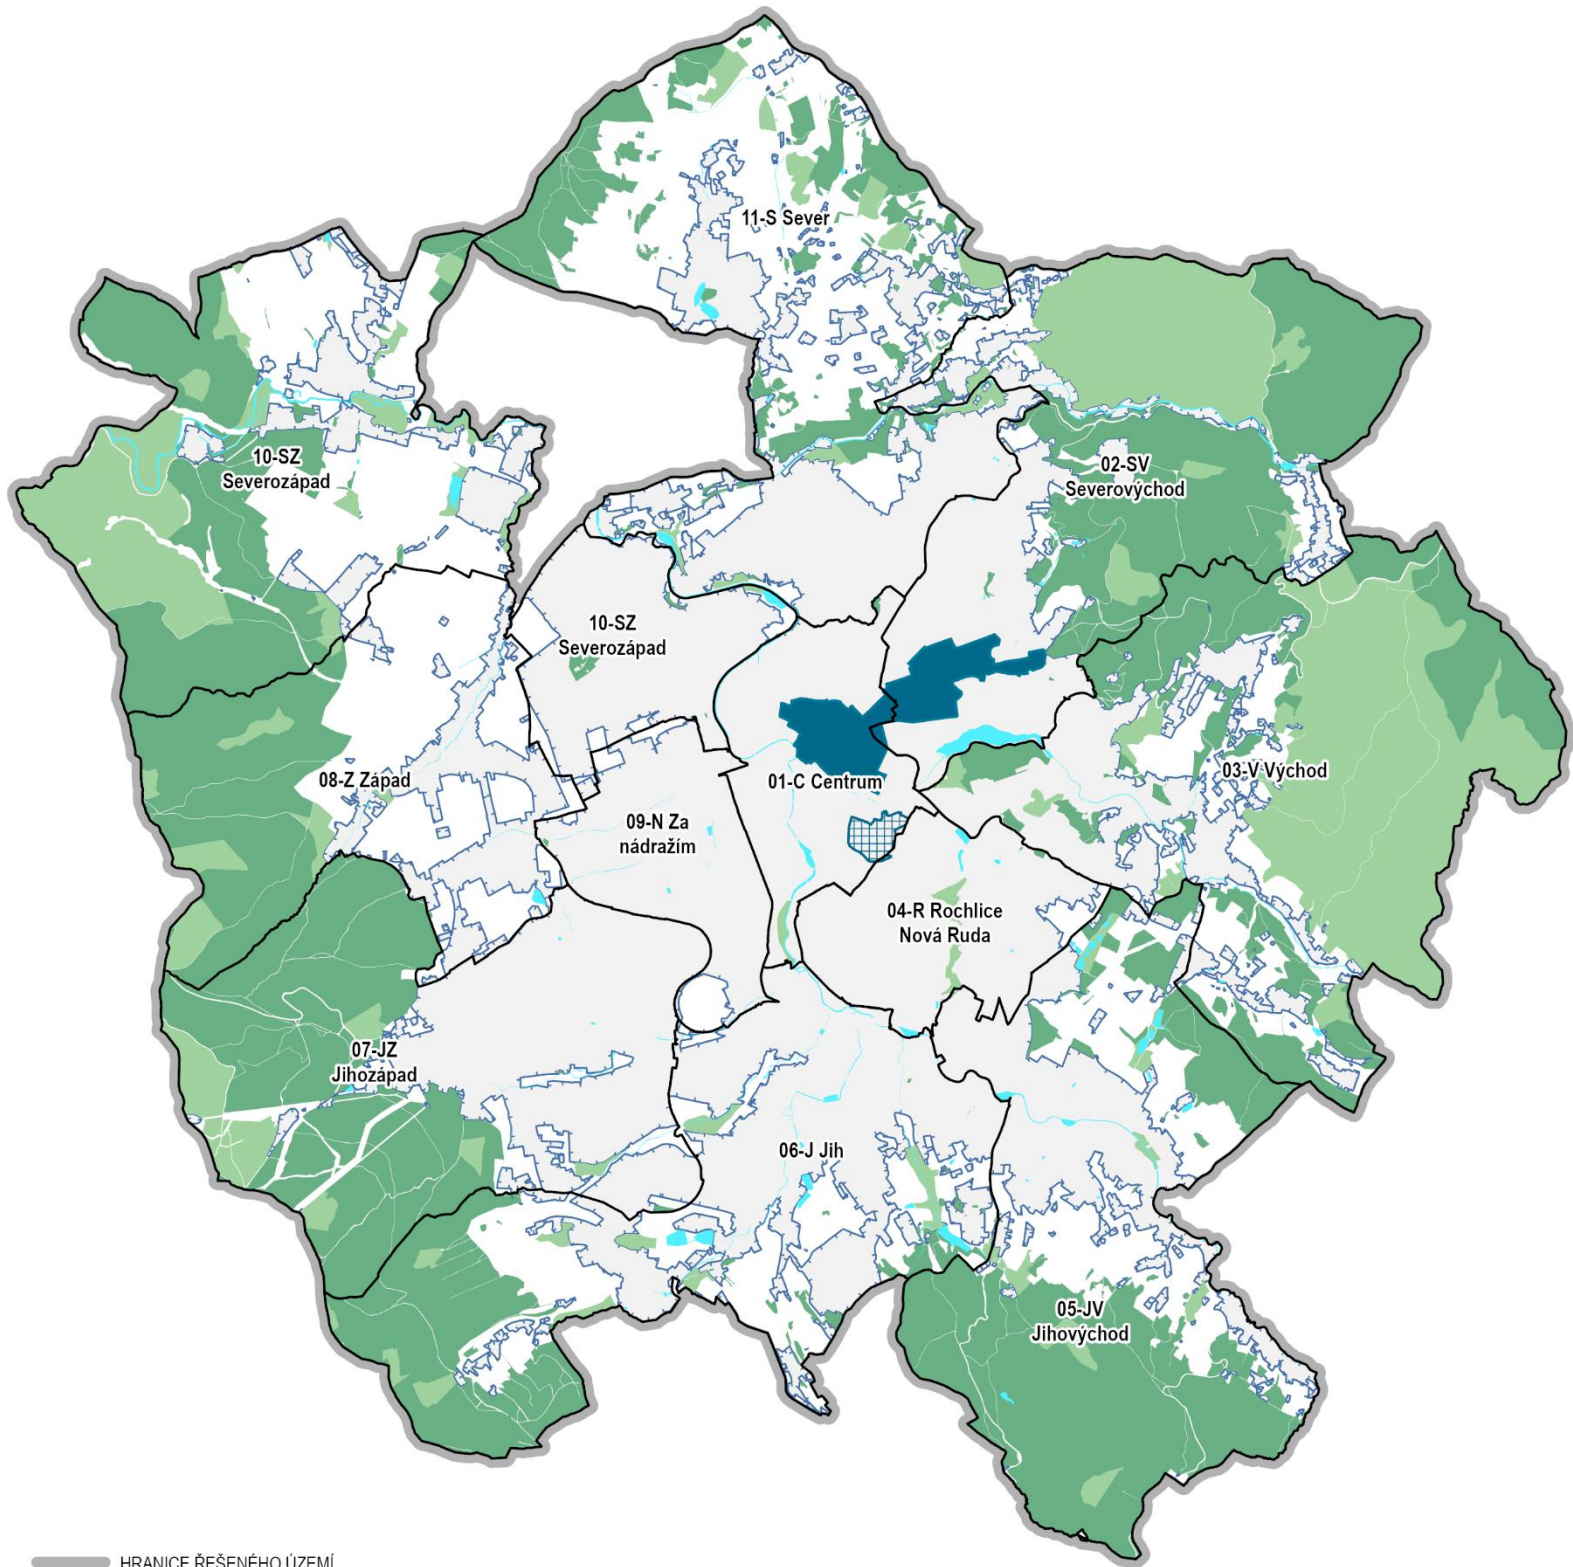 11-S Sever
10-SZ
Severozápad
02-SV
Severovýchod
10-SZ
Severozápad
08-Z Západ
01-C Centrum
03-V Východ
09-N Za
nádražím
04-R Rochlice
Nová Ruda
07-JZ
Jihozápad
06-J Jih
05-JV
Jihovýchod
HRANICE ŘEŠENÉHO ÚZEMÍ